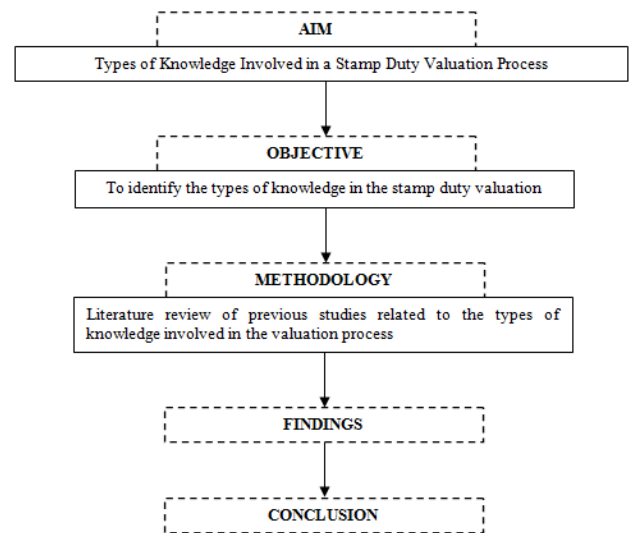 AIM
Types of Knowledge Involved in a Stamp Duty Valuation Process
OBJECTIVE
To identify the types of knowledge in the stamp duty valuation
METHODOLOGY
Literature review of previous studies related to the types of
knowledge involved in the valuation process
FINDINGS
CONCLUSION